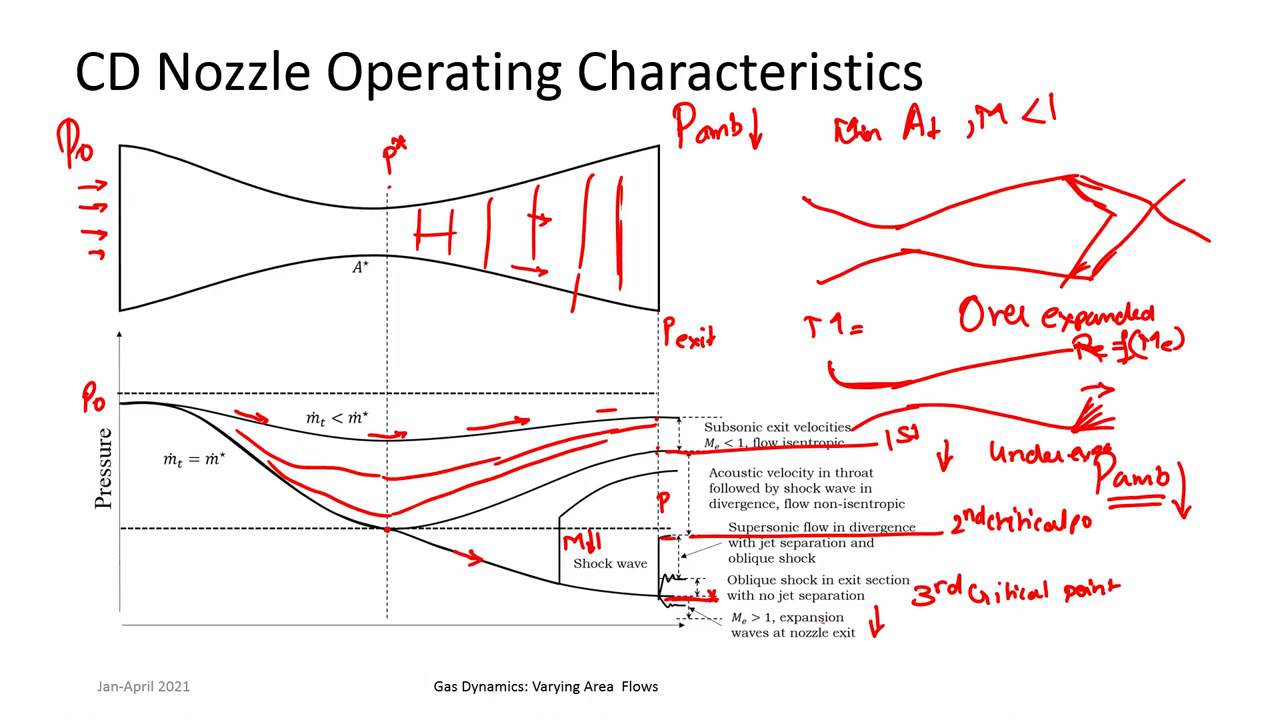 CD Nozzle Operating Characteristics
P₀
P*
Pamb↓
Min At, M < 1
A⋆
Pexit
Over expanded
M =
Pe = f(Me)
P₀
ṁt < ṁ⋆
ṁt = ṁ⋆
Pressure
Subsonic exit velocities
Me < 1, flow isentropic
1st
Under
Pamb
Acoustic velocity in throat
followed by shock wave in
divergence, flow non-isentropic
P
Supersonic flow in divergence
with jet separation and
oblique shock
2nd critical po
M↓1
Shock wave
Oblique shock in exit section
with no jet separation
3rd Critical point
Me > 1, expansion
waves at nozzle exit
Jan-April 2021
Gas Dynamics: Varying Area Flows